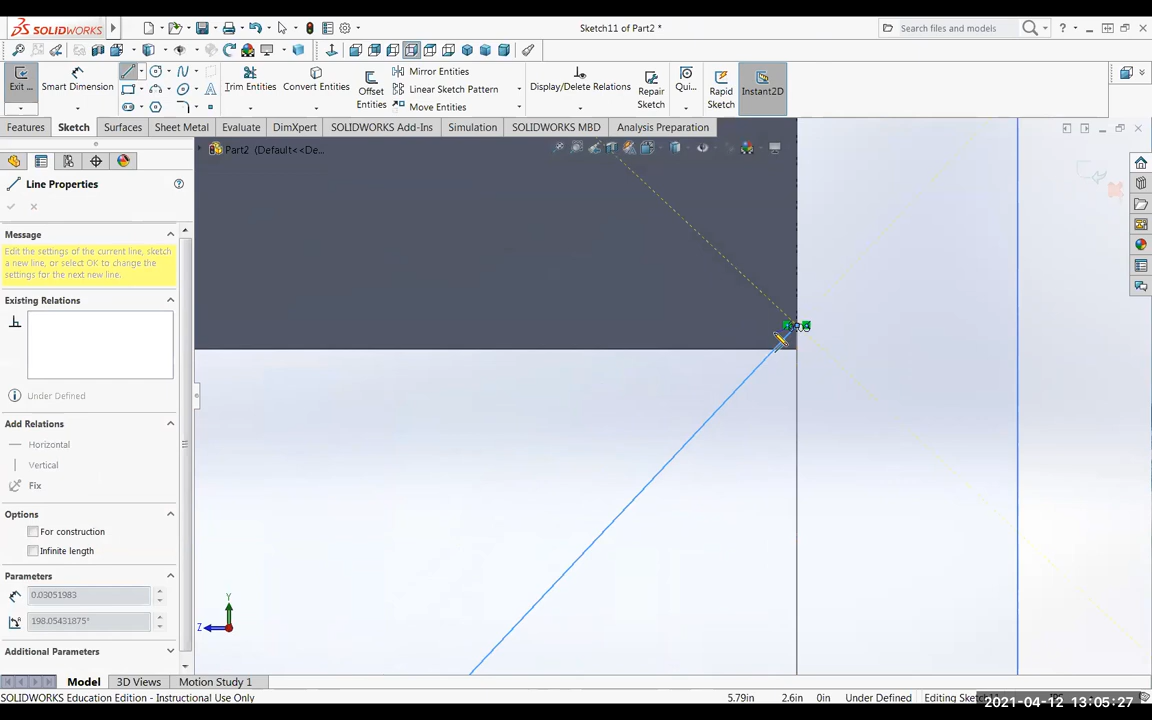 SOLIDWORKS
Sketch11 of Part2 *
Search files and models
Exit ...
Smart Dimension
Trim Entities
Convert Entities
Offset
Entities
Mirror Entities
Linear Sketch Pattern
Move Entities
Display/Delete Relations
Repair
Sketch
Qui...
Rapid
Sketch
Instant2D
Features
Sketch
Surfaces
Sheet Metal
Evaluate
DimXpert
SOLIDWORKS Add-Ins
Simulation
SOLIDWORKS MBD
Analysis Preparation
Part2 (Default<<De...
Line Properties
Message
Edit the settings of the current line, sketch
a new line, or select OK to change the
settings for the next new line.
Existing Relations
Under Defined
Add Relations
Horizontal
Vertical
Fix
Options
For construction
Infinite length
Parameters
0.03051983
198.05431875°
Additional Parameters
Y
Z
Model
3D Views
Motion Study 1
SOLIDWORKS Education Edition - Instructional Use Only
5.79in
2.6in
0in
Under Defined
Editing Sketch
2021-04-12 13:05:27